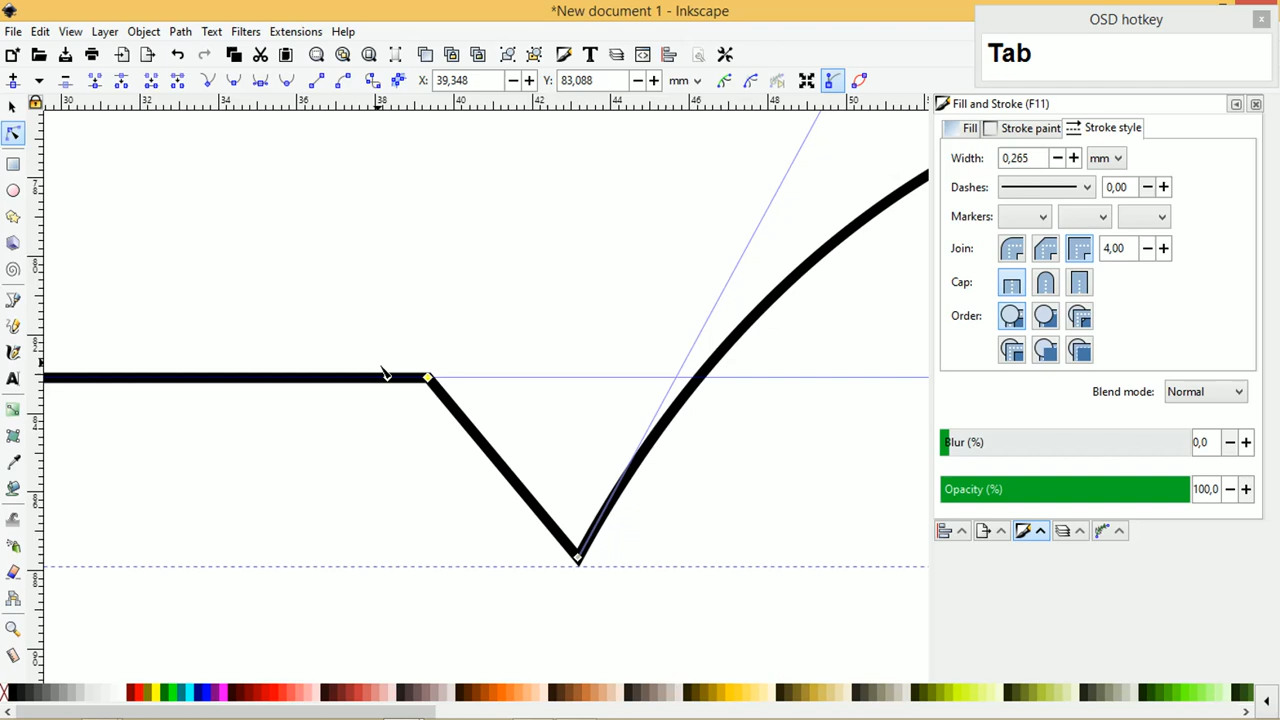 *New document 1 - Inkscape
OSD hotkey
Tab
File Edit View Layer Object Path Text Filters Extensions Help
X: 39,348 Y: 83,088 mm
30 32 34 36 38 40 42 44 46 48 50
Fill and Stroke (F11)
Fill Stroke paint Stroke style
Width: 0,265 mm
Dashes: 0,00
Markers:
Join: 4,00
Cap:
Order:
Blend mode: Normal
Blur (%) 0,0
Opacity (%) 100,0